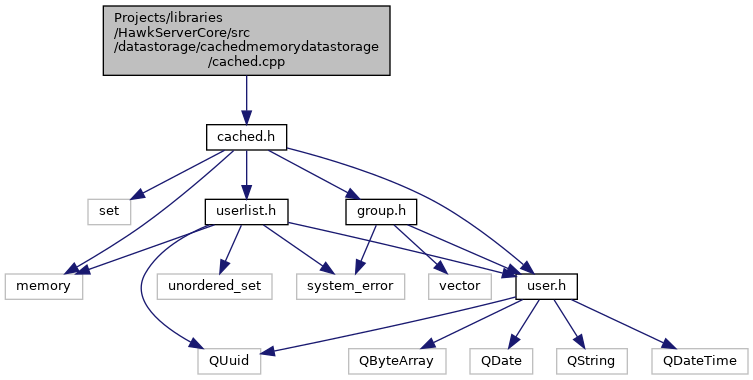 Projects/libraries
/HawkServerCore/src
/datastorage/cachedmemorydatastorage
/cached.cpp
cached.h
set
userlist.h
group.h
memory
unordered_set
system_error
vector
user.h
QUuid
QByteArray
QDate
QString
QDateTime